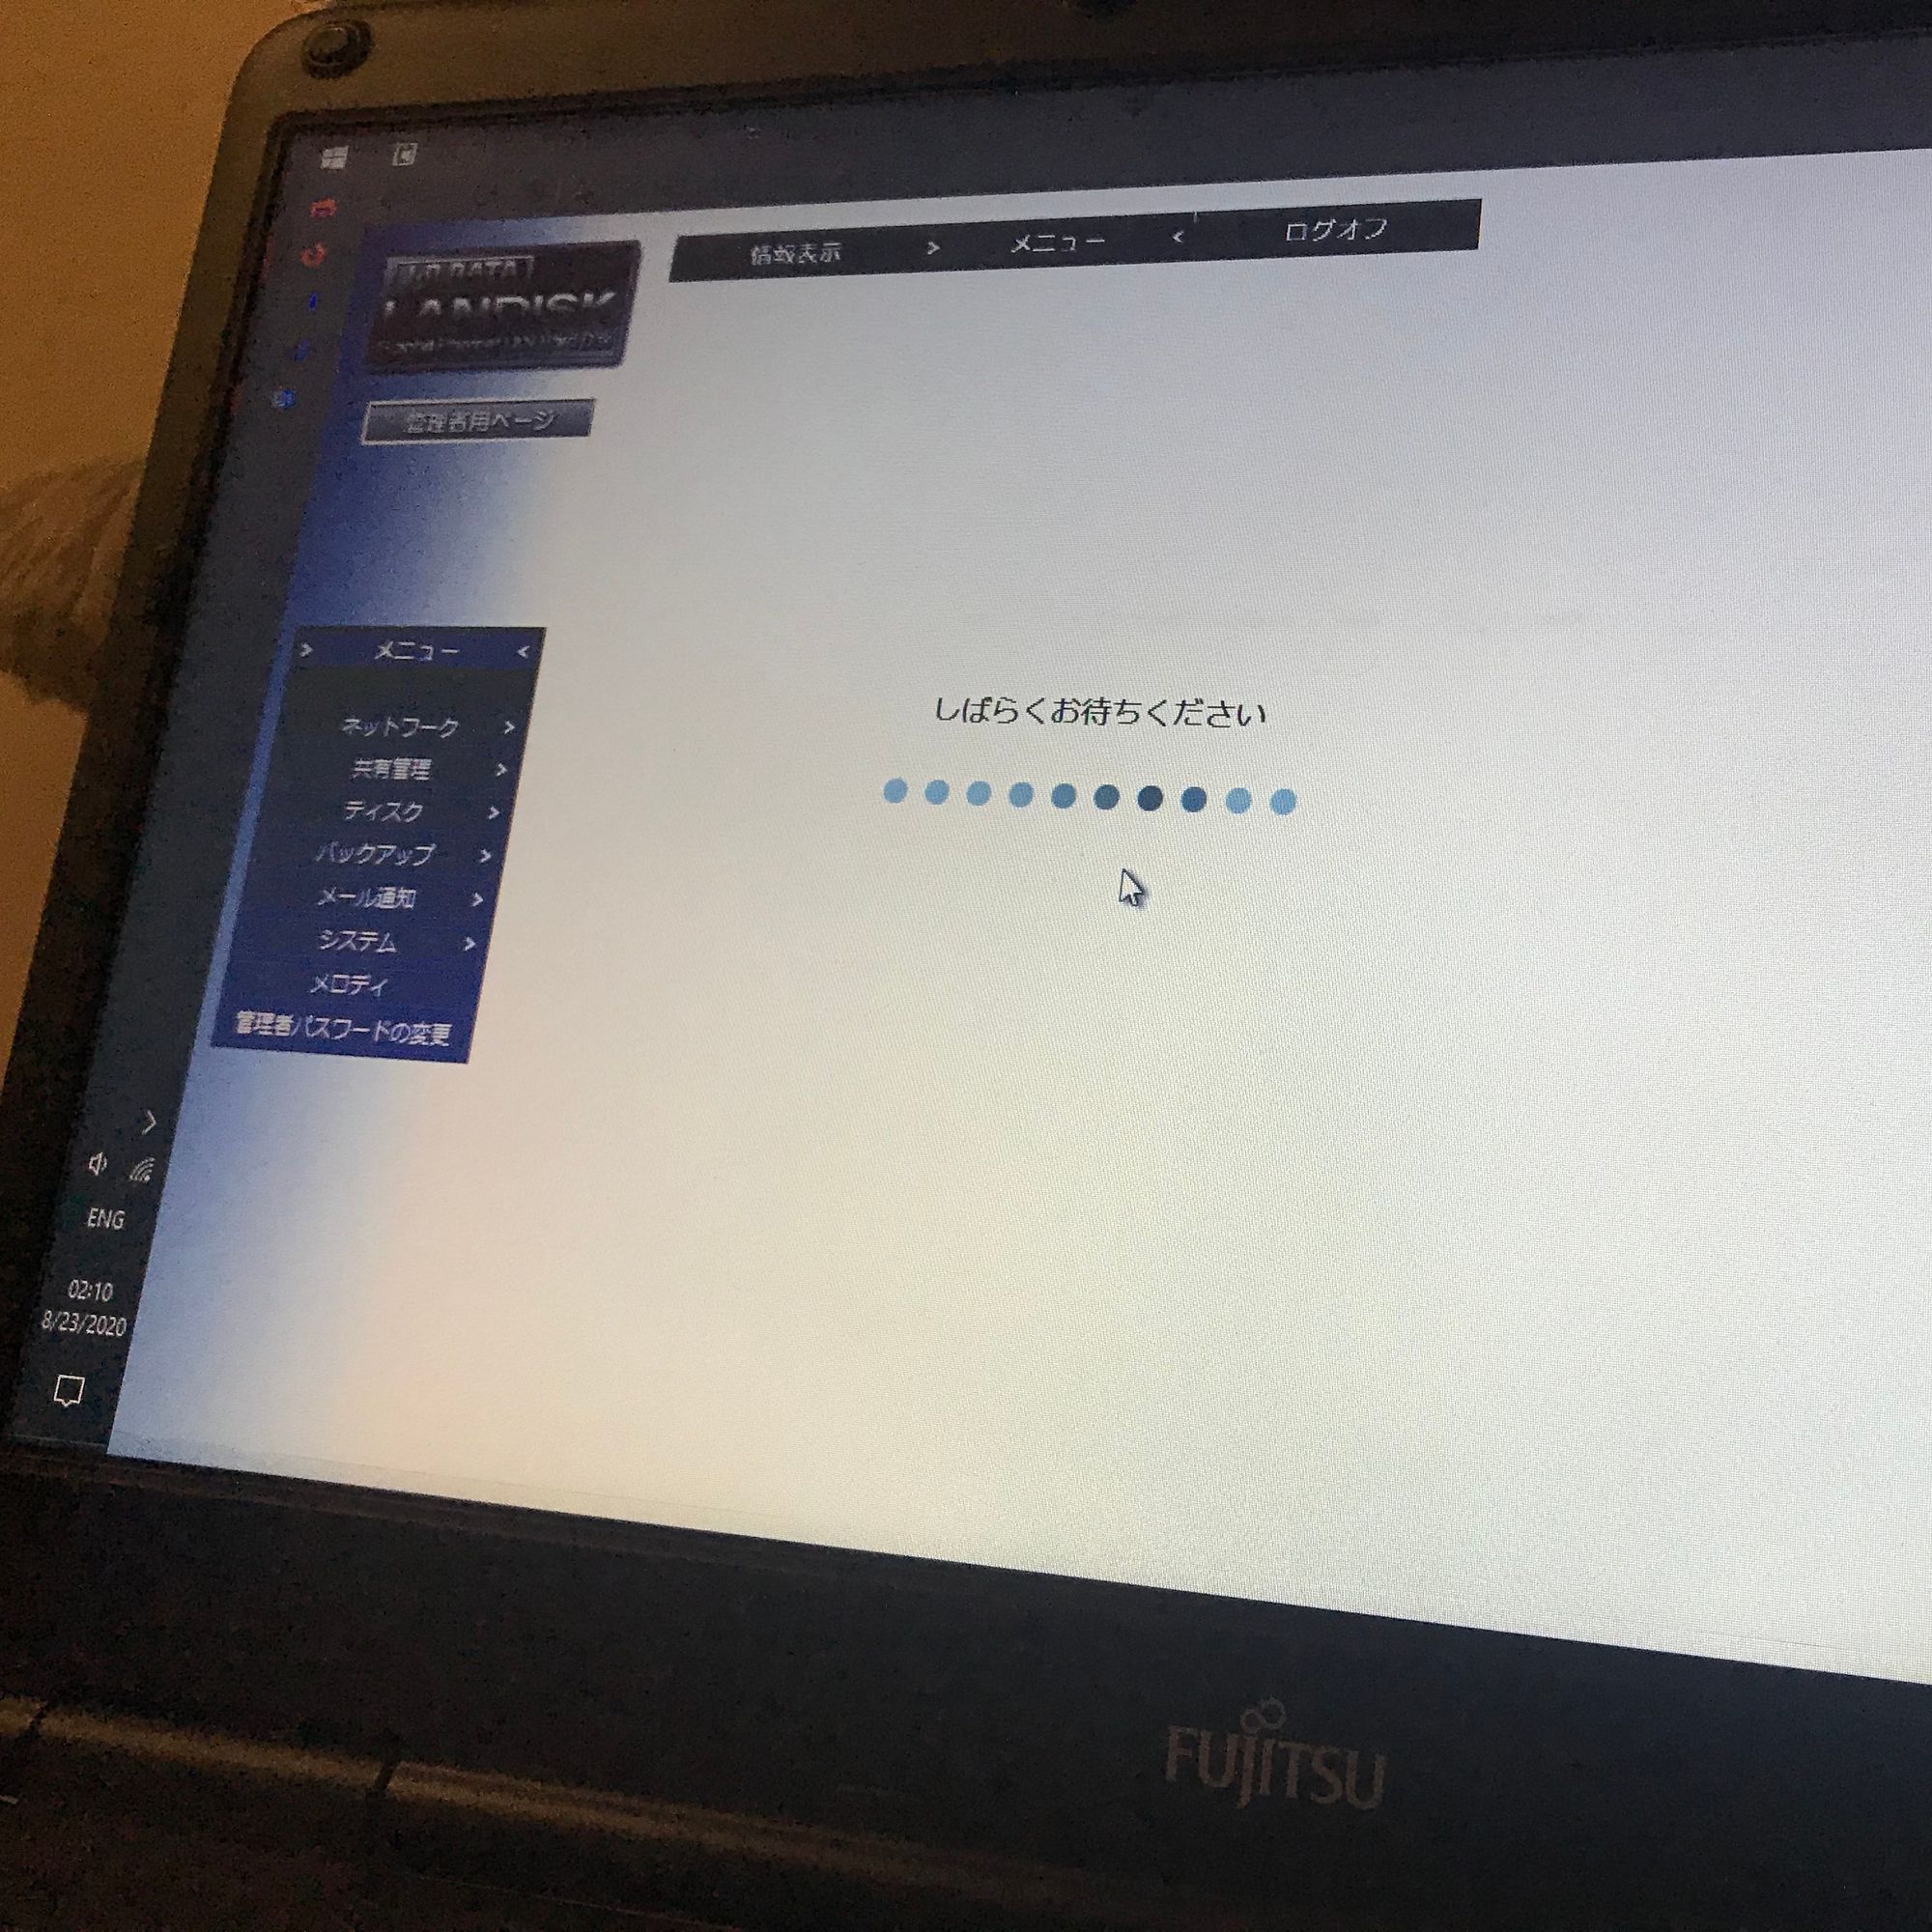 情報表示 > メニュー < ログオフ
I-O DATA
LANDISK
管理者用ページ
> メニュー <
ネットワーク >
共有管理 >
ディスク >
バックアップ >
メール通知 >
システム >
メロディ
管理者パスワードの変更
しばらくお待ちください
ENG
02:10
8/23/2020
FUJITSU